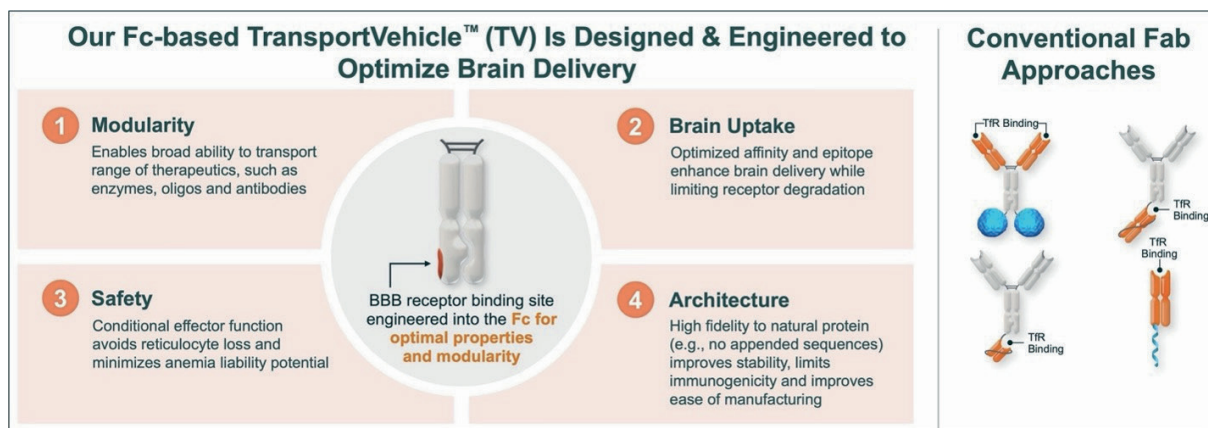 Our Fc-based TransportVehicle™ (TV) Is Designed & Engineered to
Optimize Brain Delivery
1 Modularity
Enables broad ability to transport
range of therapeutics, such as
enzymes, oligos and antibodies
2 Brain Uptake
Optimized affinity and epitope
enhance brain delivery while
limiting receptor degradation
BBB receptor binding site
engineered into the Fc for
optimal properties
and modularity
3 Safety
Conditional effector function
avoids reticulocyte loss and
minimizes anemia liability potential
4 Architecture
High fidelity to natural protein
(e.g., no appended sequences)
improves stability, limits
immunogenicity and improves
ease of manufacturing
Conventional Fab
Approaches
TfR Binding
TfR
Binding
TfR
Binding
TfR
Binding